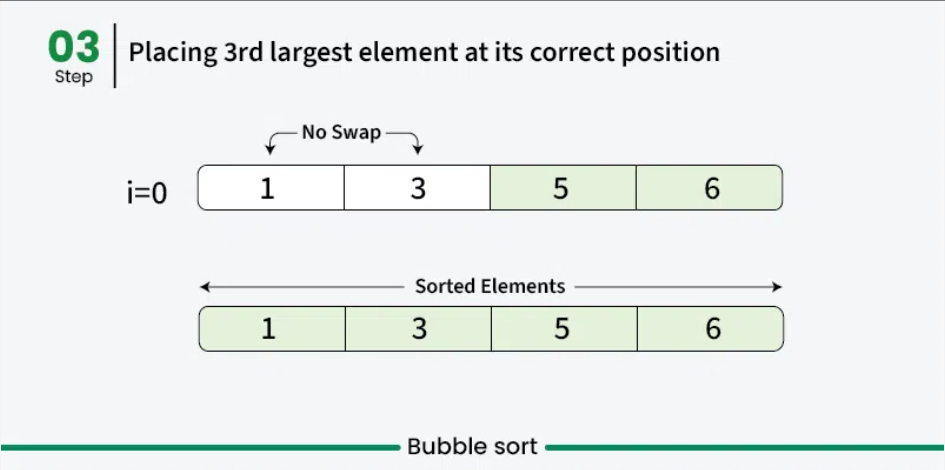 03
Step
Placing 3rd largest element at its correct position
No Swap
i=0
1 3 5 6
Sorted Elements
1 3 5 6
Bubble sort